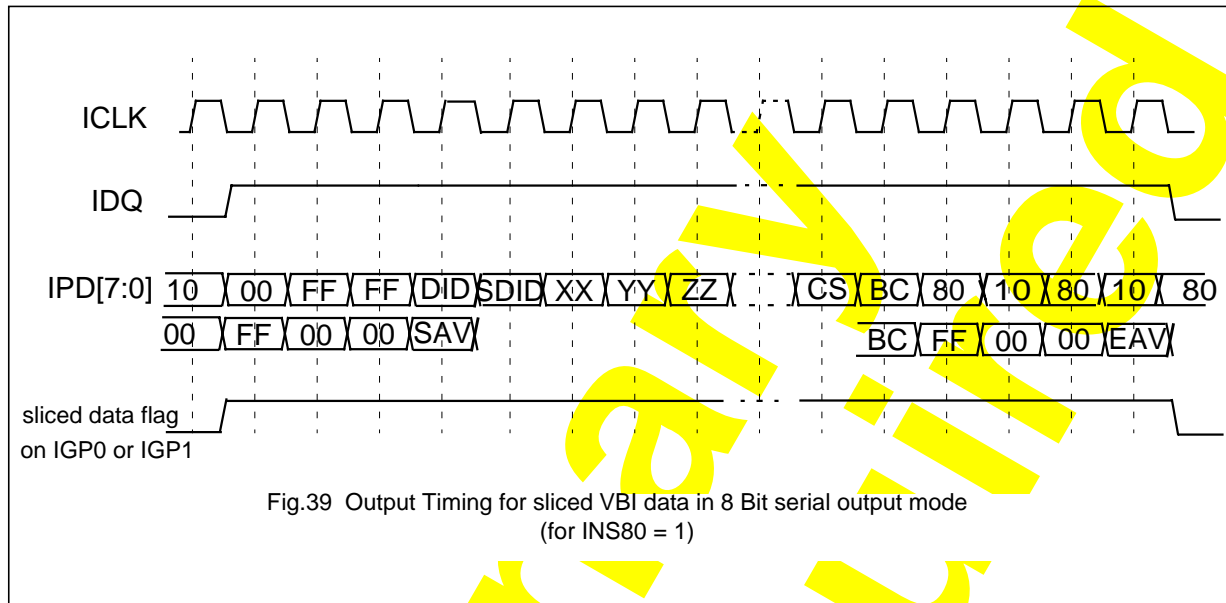 ICLK
IDQ
IPD[7:0] 10 00 FF FF DID SDID XX YY ZZ CS BC 80 10 80 10 80
00 FF 00 00 SAV BC FF 00 00 EAV
sliced data flag
on IGP0 or IGP1
Fig.39 Output Timing for sliced VBI data in 8 Bit serial output mode
(for INS80 = 1)